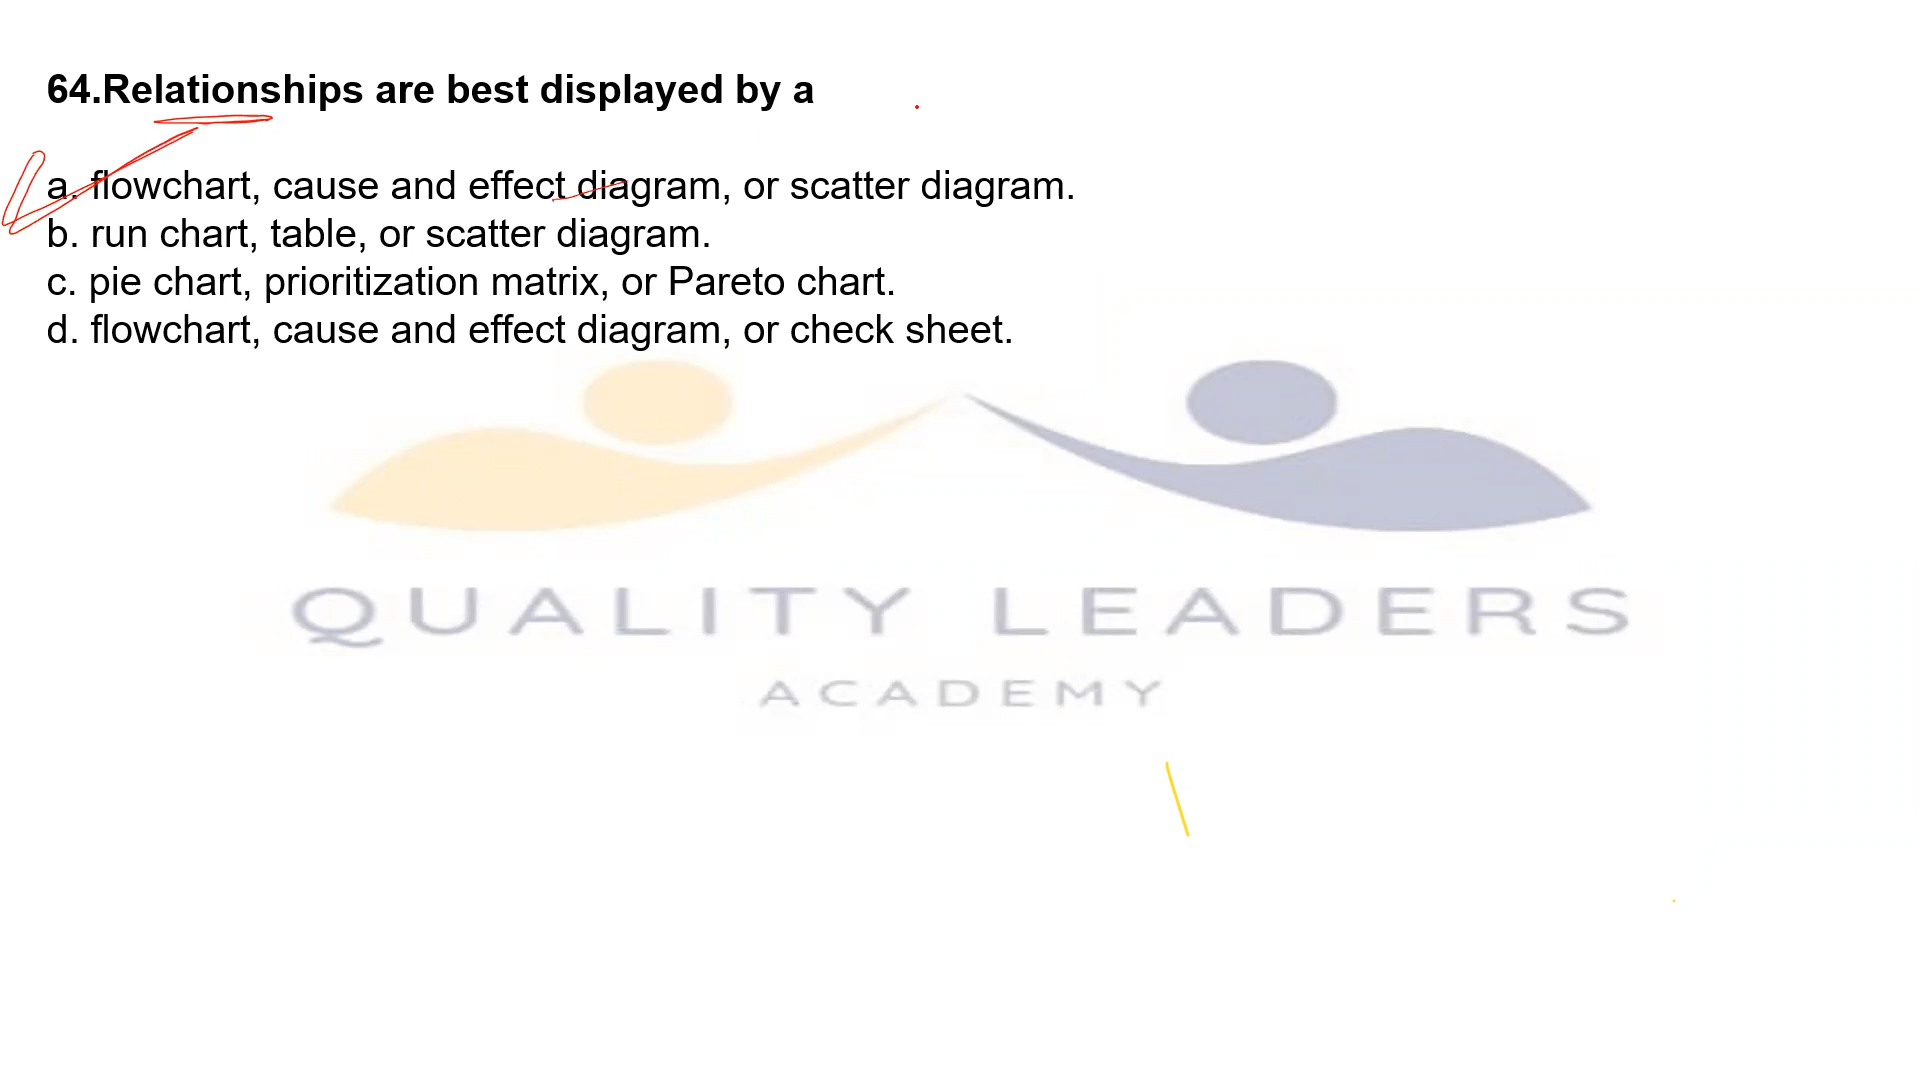 64.Relationships are best displayed by a
a. flowchart, cause and effect diagram, or scatter diagram.
b. run chart, table, or scatter diagram.
c. pie chart, prioritization matrix, or Pareto chart.
d. flowchart, cause and effect diagram, or check sheet.
QUALITY LEADERS
ACADEMY